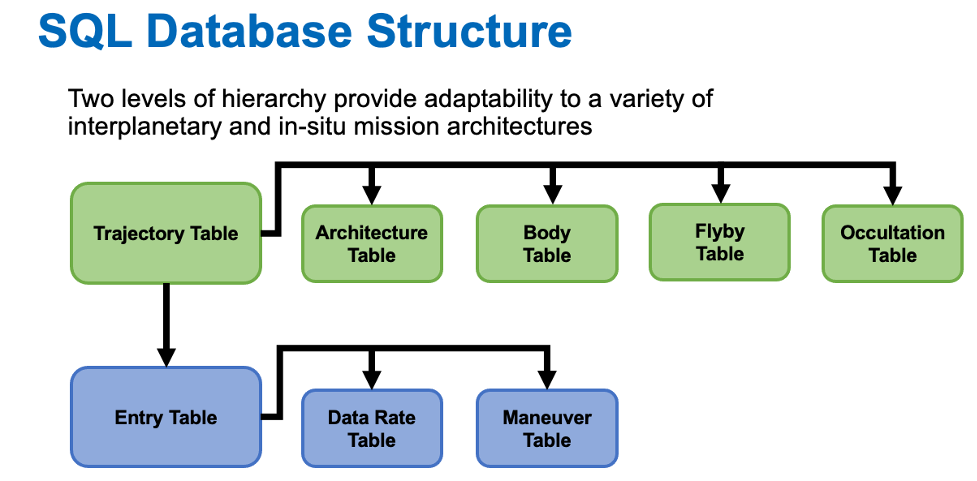 SQL Database Structure
Two levels of hierarchy provide adaptability to a variety of
interplanetary and in-situ mission architectures
Trajectory Table
Architecture
Table
Body
Table
Flyby
Table
Occultation
Table
Entry Table
Data Rate
Table
Maneuver
Table